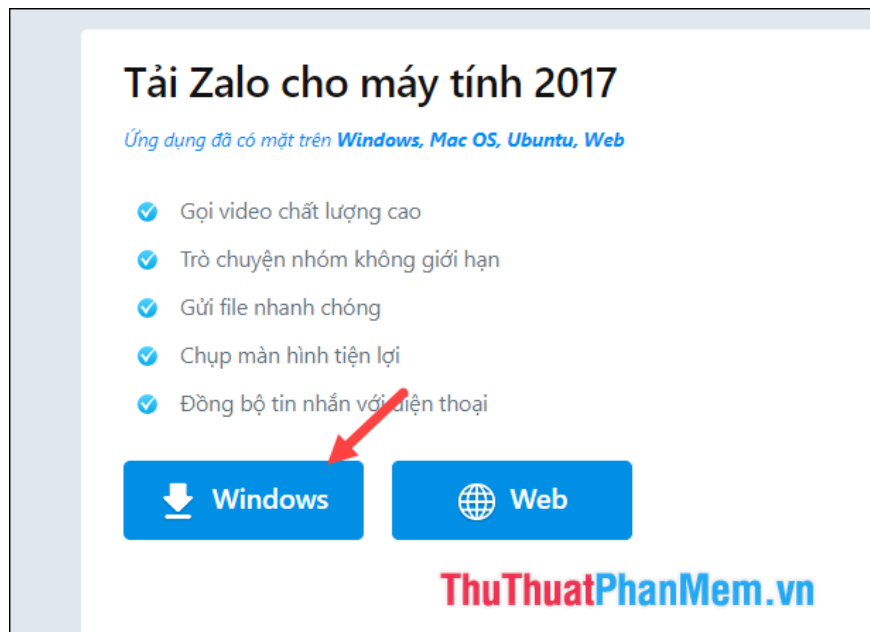 Tải Zalo cho máy tính 2017
Ứng dụng đã có mặt trên Windows, Mac OS, Ubuntu, Web
Gọi video chất lượng cao
Trò chuyện nhóm không giới hạn
Gửi file nhanh chóng
Chụp màn hình tiện lợi
Đồng bộ tin nhắn với điện thoại
Windows
Web
ThuThuatPhanMem.vn